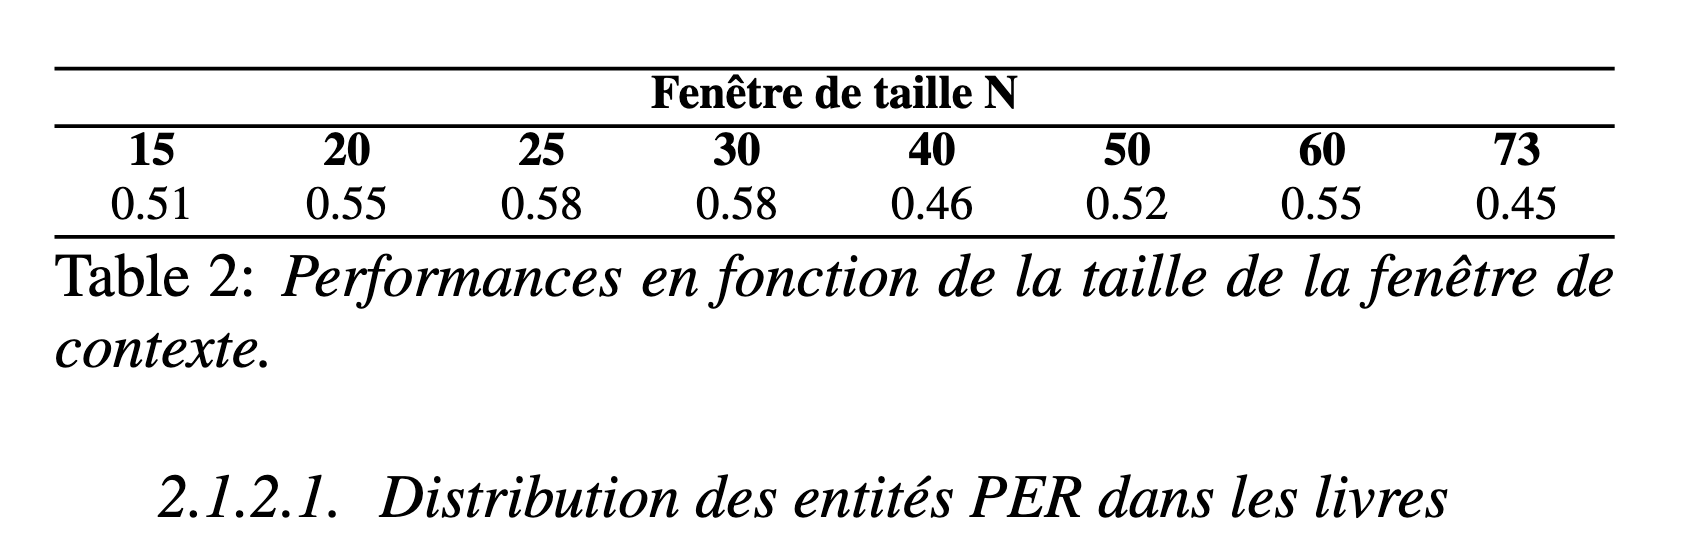 Fenêtre de taille N
15 20 25 30 40 50 60 73
0.51 0.55 0.58 0.58 0.46 0.52 0.55 0.45
Table 2: Performances en fonction de la taille de la fenêtre de
contexte.
2.1.2.1. Distribution des entités PER dans les livres